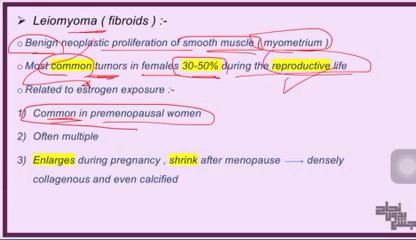 ➤ Leiomyoma ( fibroids ) :-
o Benign neoplastic proliferation of smooth muscle ( myometrium )
o Most common tumors in females 30-50% during the reproductive life
o Related to estrogen exposure :-
1) Common in premenopausal women
2) Often multiple
3) Enlarges during pregnancy , shrink after menopause → densely
collagenous and even calcified